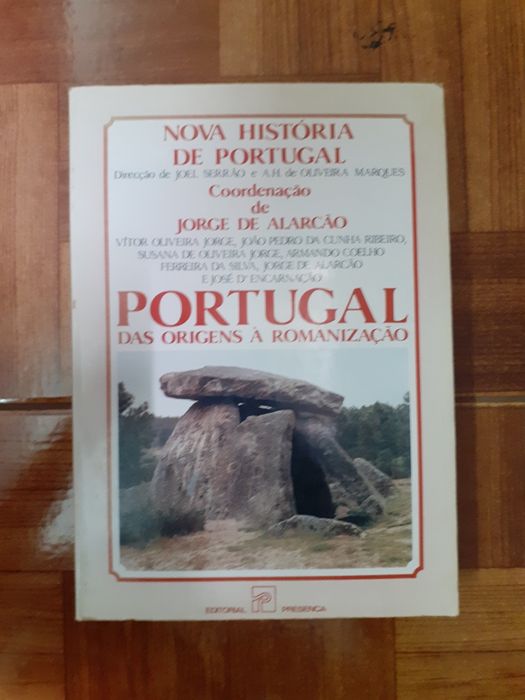 NOVA HISTÓRIA
DE PORTUGAL
Direcção de JOEL SERRÃO e A.H. de OLIVEIRA MARQUES
Coordenação
de
JORGE DE ALARCÃO
VÍTOR OLIVEIRA JORGE, JOÃO PEDRO DA CUNHA RIBEIRO,
SUSANA DE OLIVEIRA JORGE, ARMANDO COELHO
FERREIRA DA SILVA, JORGE DE ALARCÃO
E JOSÉ D'ENCARNAÇÃO
PORTUGAL
DAS ORIGENS À ROMANIZAÇÃO
EDITORIAL PRESENÇA